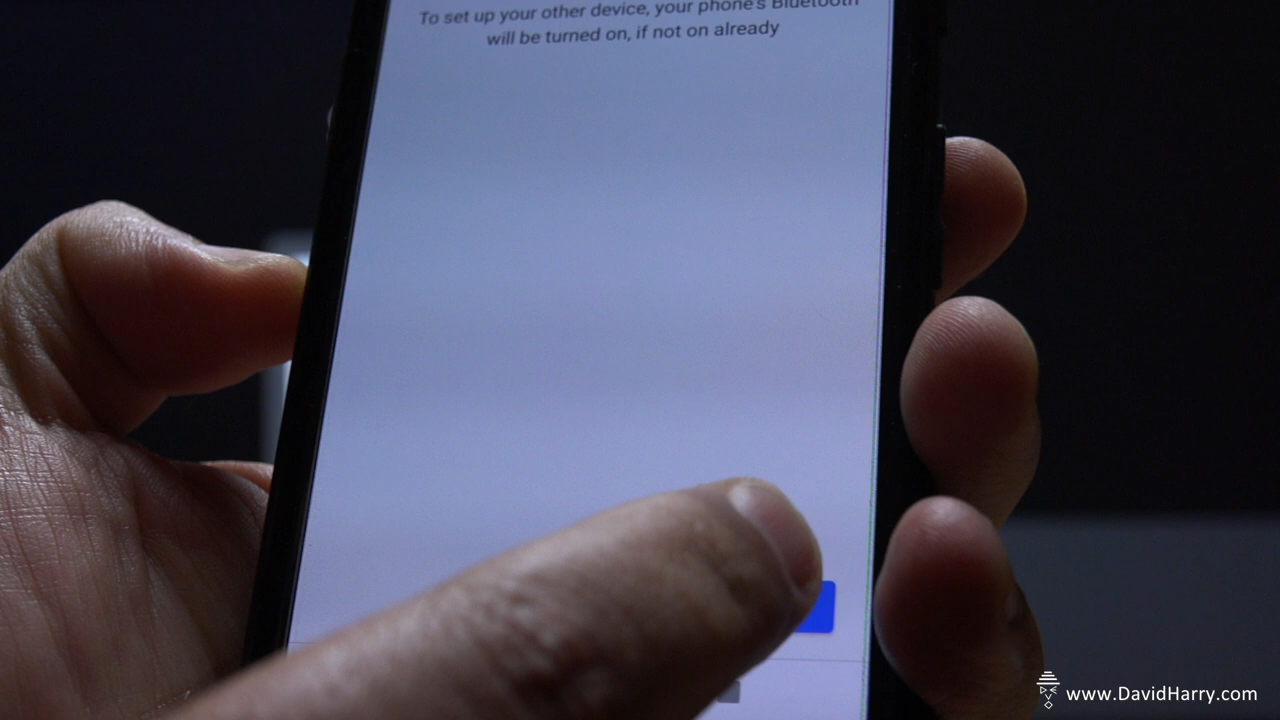 To set up your other device, your phone's Bluetooth
will be turned on, if not on already
www.DavidHarry.com